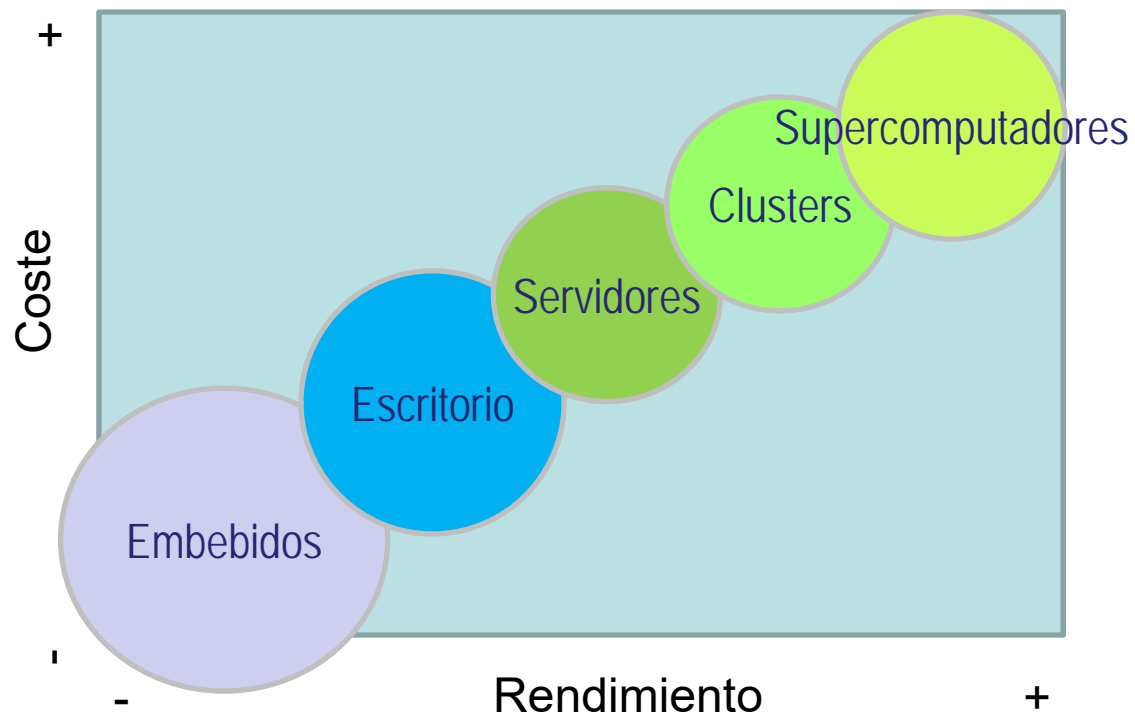 +
Supercomputadores
Clusters
Coste
Servidores
Escritorio
Embebidos
-
-
Rendimiento
+